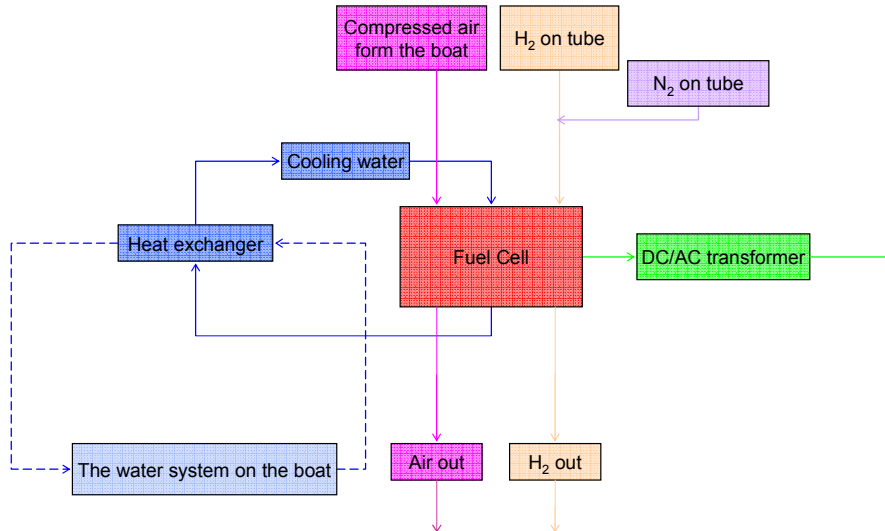 Compressed air
form the boat
H₂ on tube
N₂ on tube
Cooling water
Heat exchanger
Fuel Cell
DC/AC transformer
The water system on the boat
Air out
H₂ out